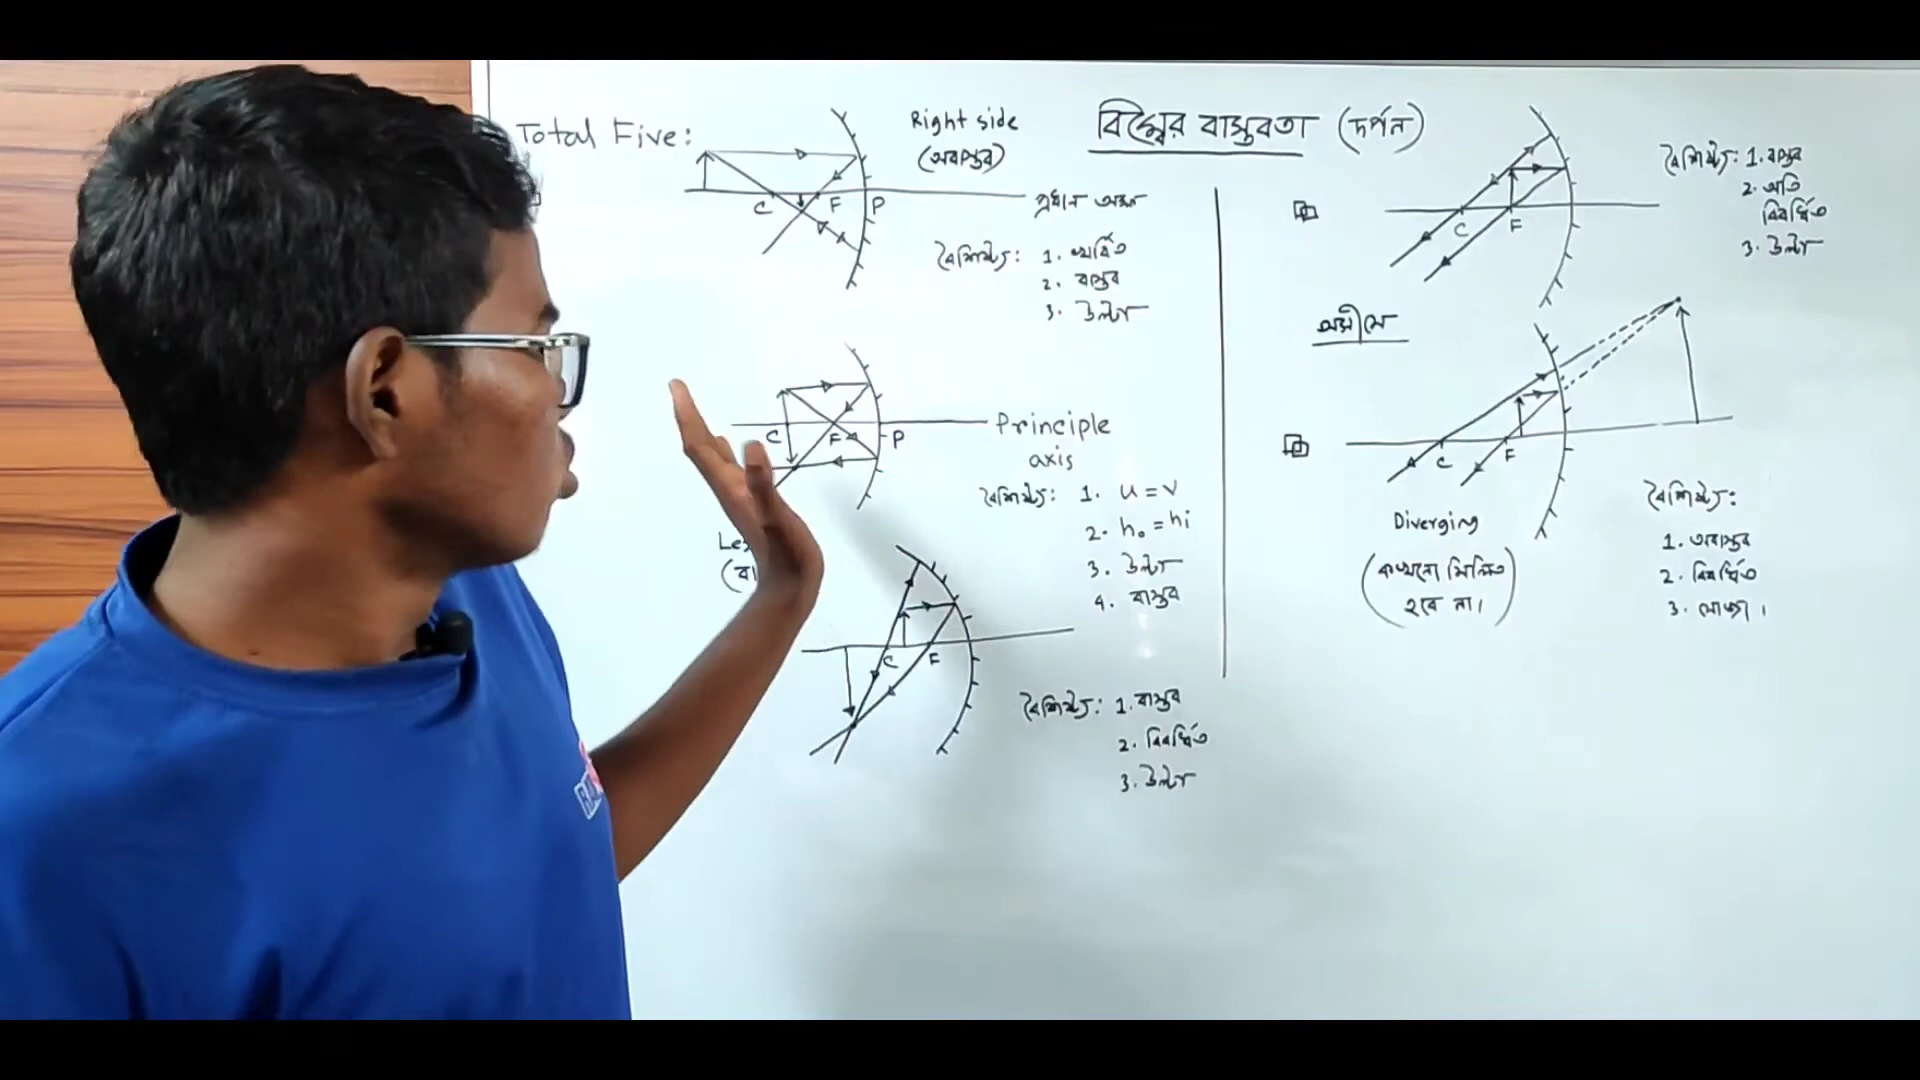 Total Five:
Right side
(অবাস্তব)
C F P
প্রধান অক্ষ
বৈশিষ্ট্য: 1. খর্বিত
2. বাস্তব
3. উল্টা
C F P
Principle
axis
বৈশিষ্ট্য: 1. u = v
2. ho = hi
3. উল্টা
4. বাস্তব
C F
বৈশিষ্ট্য: 1. বাস্তব
2. বিবর্ধিত
3. উল্টা
বিম্বের বাস্তবতা (দর্পন)
C F
বৈশিষ্ট্য: 1. বাস্তব
2. অতি
বিবর্ধিত
3. উল্টা
অসীমে
C F
Diverging
(কখনো মিলিত
হবে না।)
বৈশিষ্ট্য:
1. অবাস্তব
2. বিবর্ধিত
3. সোজা।